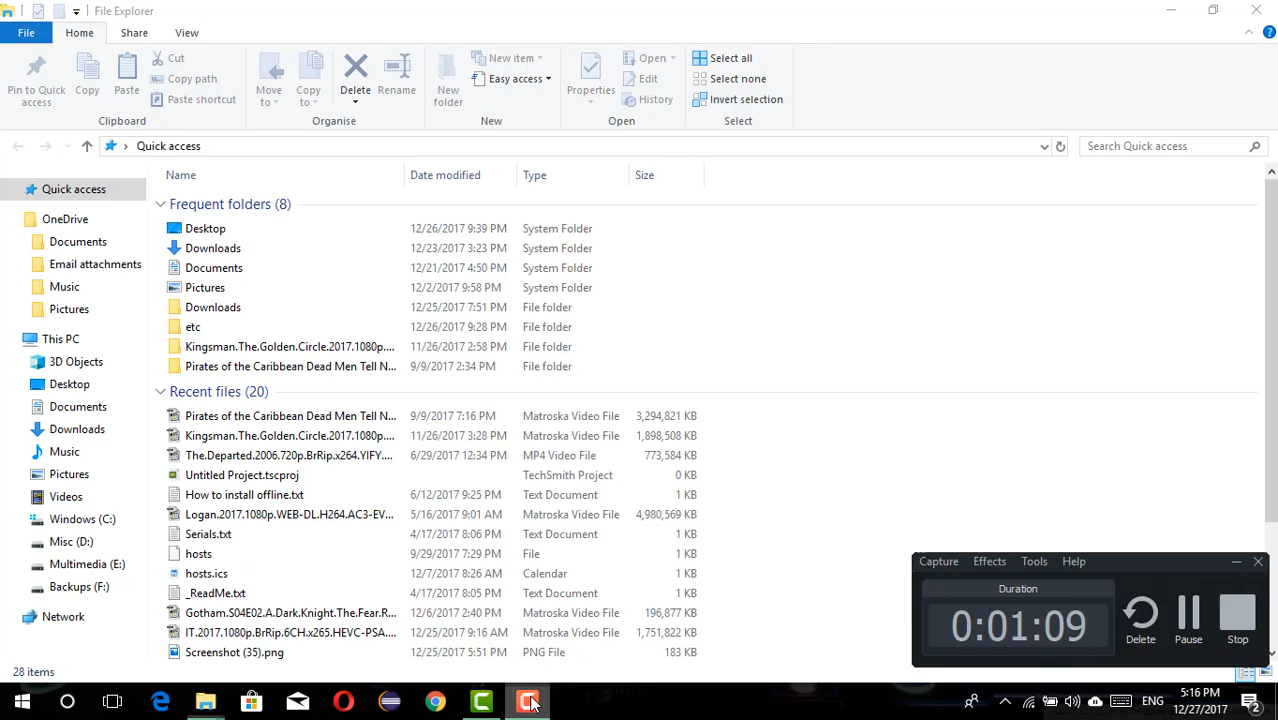 File Explorer
File Home Share View
Pin to Quick access
Copy
Paste
Cut
Copy path
Paste shortcut
Clipboard
Move to
Copy to
Delete
Rename
Organise
New folder
New item
Easy access
New
Properties
Open
Edit
History
Open
Select all
Select none
Invert selection
Select
Quick access
Search Quick access
Quick access
OneDrive
Documents
Email attachments
Music
Pictures
This PC
3D Objects
Desktop
Documents
Downloads
Music
Pictures
Videos
Windows (C:)
Misc (D:)
Multimedia (E:)
Backups (F:)
Network
Name Date modified Type Size
Frequent folders (8)
Desktop 12/26/2017 9:39 PM System Folder
Downloads 12/23/2017 3:23 PM System Folder
Documents 12/21/2017 4:50 PM System Folder
Pictures 12/2/2017 9:58 PM System Folder
Downloads 12/25/2017 7:51 PM File folder
etc 12/26/2017 9:28 PM File folder
Kingsman.The.Golden.Circle.2017.1080p.... 11/26/2017 2:58 PM File folder
Pirates of the Caribbean Dead Men Tell N... 9/9/2017 2:34 PM File folder
Recent files (20)
Pirates of the Caribbean Dead Men Tell N... 9/9/2017 7:16 PM Matroska Video File 3,294,821 KB
Kingsman.The.Golden.Circle.2017.1080p.... 11/26/2017 3:28 PM Matroska Video File 1,898,508 KB
The.Departed.2006.720p.BrRip.x264.YIFY.... 6/29/2017 12:34 PM MP4 Video File 773,584 KB
Untitled Project.tscproj TechSmith Project 0 KB
How to install offline.txt 6/12/2017 9:25 PM Text Document 1 KB
Logan.2017.1080p.WEB-DL.H264.AC3-EV... 5/16/2017 9:01 AM Matroska Video File 4,980,569 KB
Serials.txt 4/17/2017 8:06 PM Text Document 1 KB
hosts 9/29/2017 7:29 PM File 1 KB
hosts.ics 12/7/2017 8:26 AM Calendar 1 KB
_ReadMe.txt 4/17/2017 8:05 PM Text Document 1 KB
Gotham.S04E02.A.Dark.Knight.The.Fear.R... 12/6/2017 2:40 PM Matroska Video File 196,877 KB
IT.2017.1080p.BrRip.6CH.x265.HEVC-PSA.... 12/25/2017 9:16 AM Matroska Video File 1,751,822 KB
Screenshot (35).png 12/25/2017 5:51 PM PNG File 183 KB
28 items
Capture Effects Tools Help
Duration
0:01:09
Delete Pause Stop
ENG
5:16 PM
12/27/2017
2